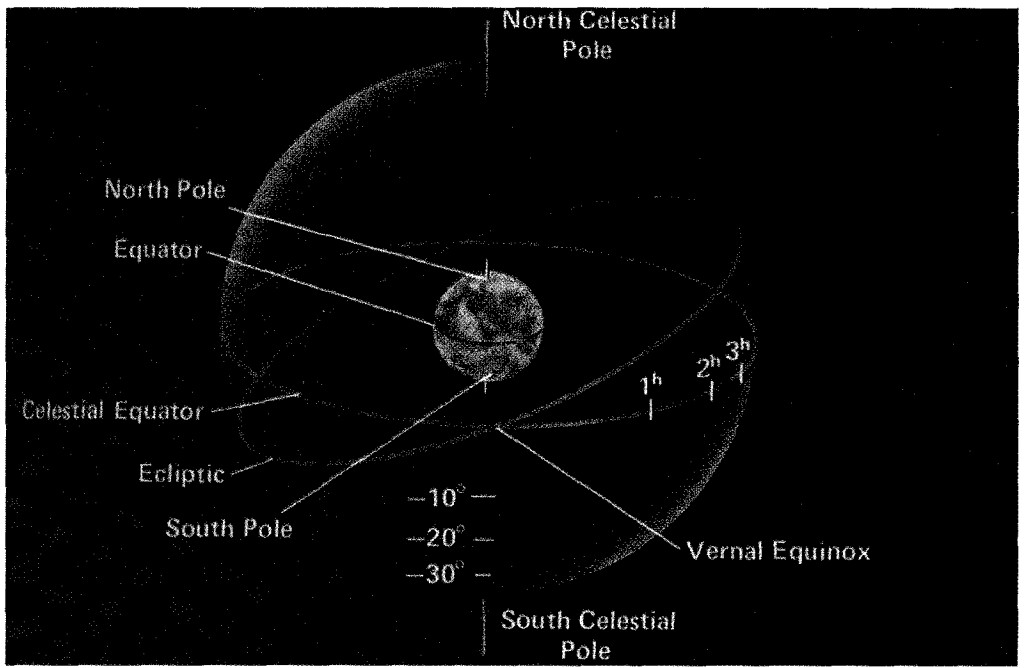 North Celestial
Pole
North Pole
Equator
3ʰ
2ʰ
1ʰ
Celestial Equator
Ecliptic
−10°
−20°
−30°
South Pole
Vernal Equinox
South Celestial
Pole